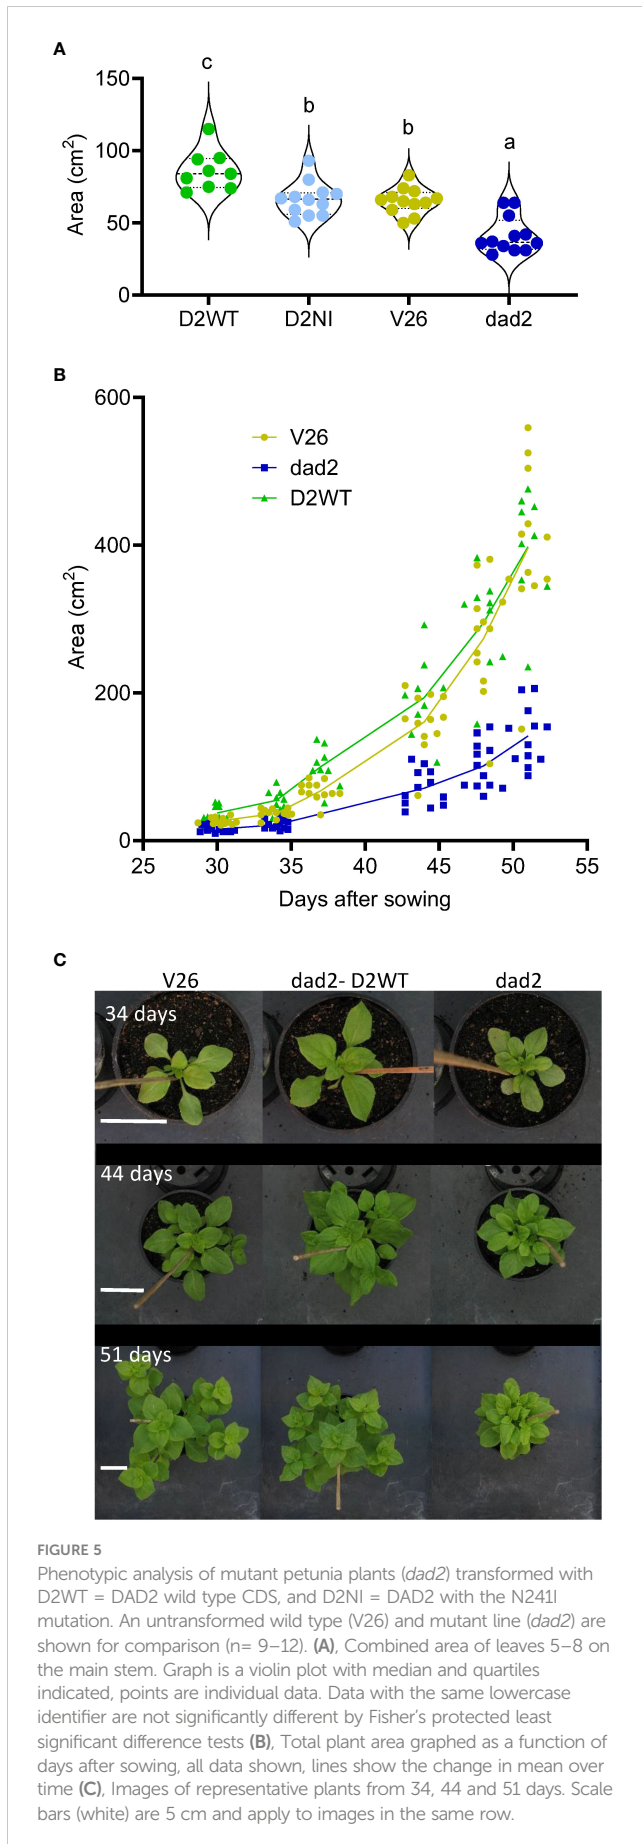 A
c
b
b
a
150
100
50
0
Area (cm²)
D2WT
D2NI
V26
dad2
B
600
400
200
0
Area (cm²)
V26
dad2
D2WT
25
30
35
40
45
50
55
Days after sowing
C
V26
dad2- D2WT
dad2
34 days
44 days
51 days
FIGURE 5
Phenotypic analysis of mutant petunia plants (dad2) transformed with
D2WT = DAD2 wild type CDS, and D2NI = DAD2 with the N241I
mutation. An untransformed wild type (V26) and mutant line (dad2) are
shown for comparison (n= 9–12). (A), Combined area of leaves 5–8 on
the main stem. Graph is a violin plot with median and quartiles
indicated, points are individual data. Data with the same lowercase
identifier are not significantly different by Fisher's protected least
significant difference tests (B), Total plant area graphed as a function of
days after sowing, all data shown, lines show the change in mean over
time (C), Images of representative plants from 34, 44 and 51 days. Scale
bars (white) are 5 cm and apply to images in the same row.